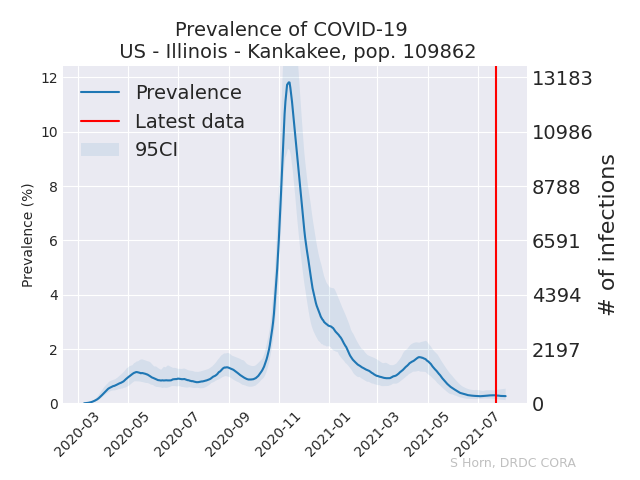 Prevalence of COVID-19
US - Illinois - Kankakee, pop. 109862
Prevalence
Latest data
95CI
Prevalence (%)
12
10
8
6
4
2
0
13183
10986
8788
6591
4394
2197
0
# of infections
2020-03
2020-05
2020-07
2020-09
2020-11
2021-01
2021-03
2021-05
2021-07
S Horn, DRDC CORA